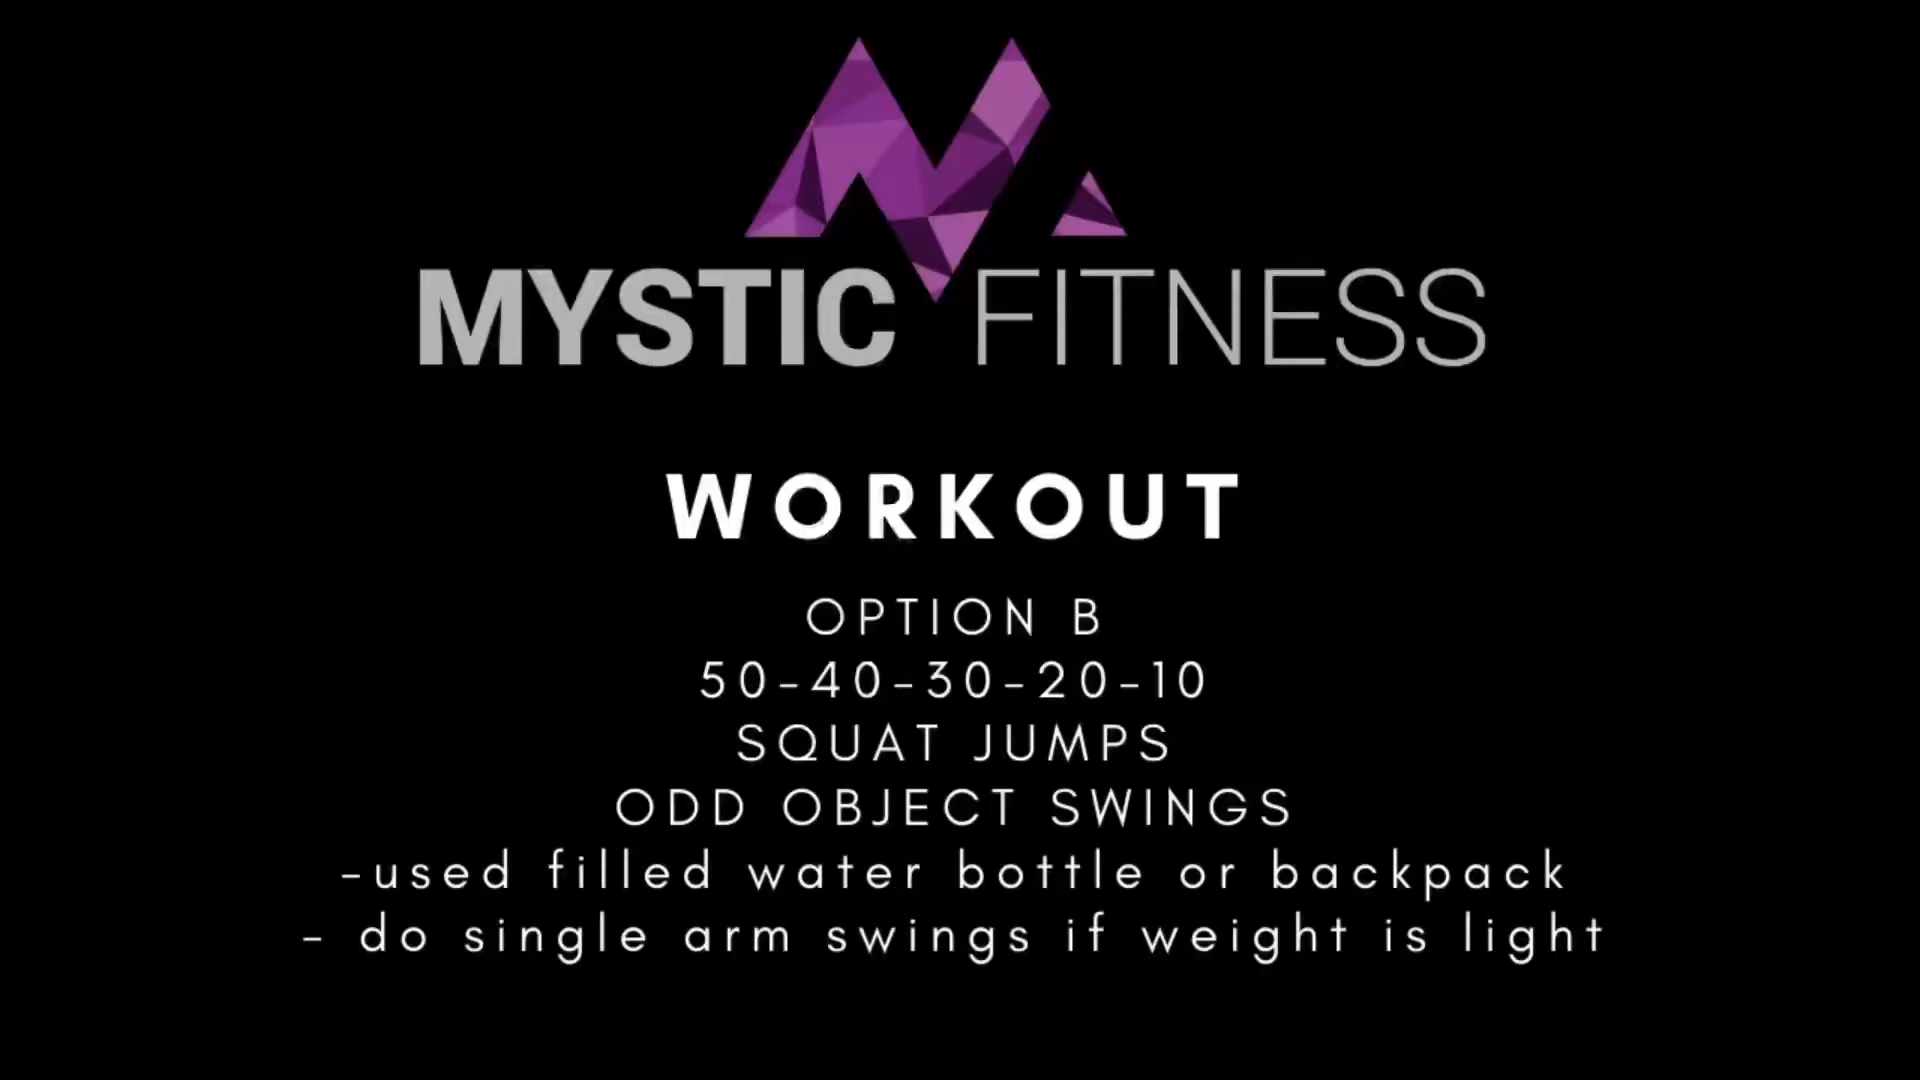 MYSTIC FITNESS
WORKOUT
OPTION B
50-40-30-20-10
SQUAT JUMPS
ODD OBJECT SWINGS
-used filled water bottle or backpack
- do single arm swings if weight is light